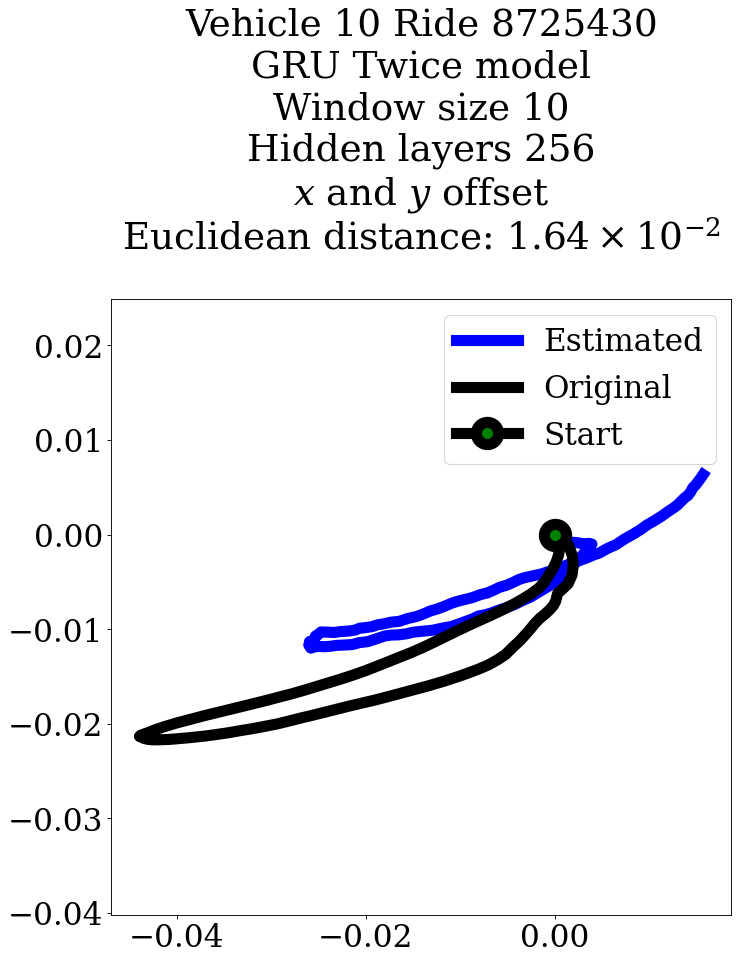 Vehicle 10 Ride 8725430
GRU Twice model
Window size 10
Hidden layers 256
x and y offset
Euclidean distance: 1.64 × 10⁻²
Estimated
Original
Start
0.02
0.01
0.00
−0.01
−0.02
−0.03
−0.04
−0.04 −0.02 0.00